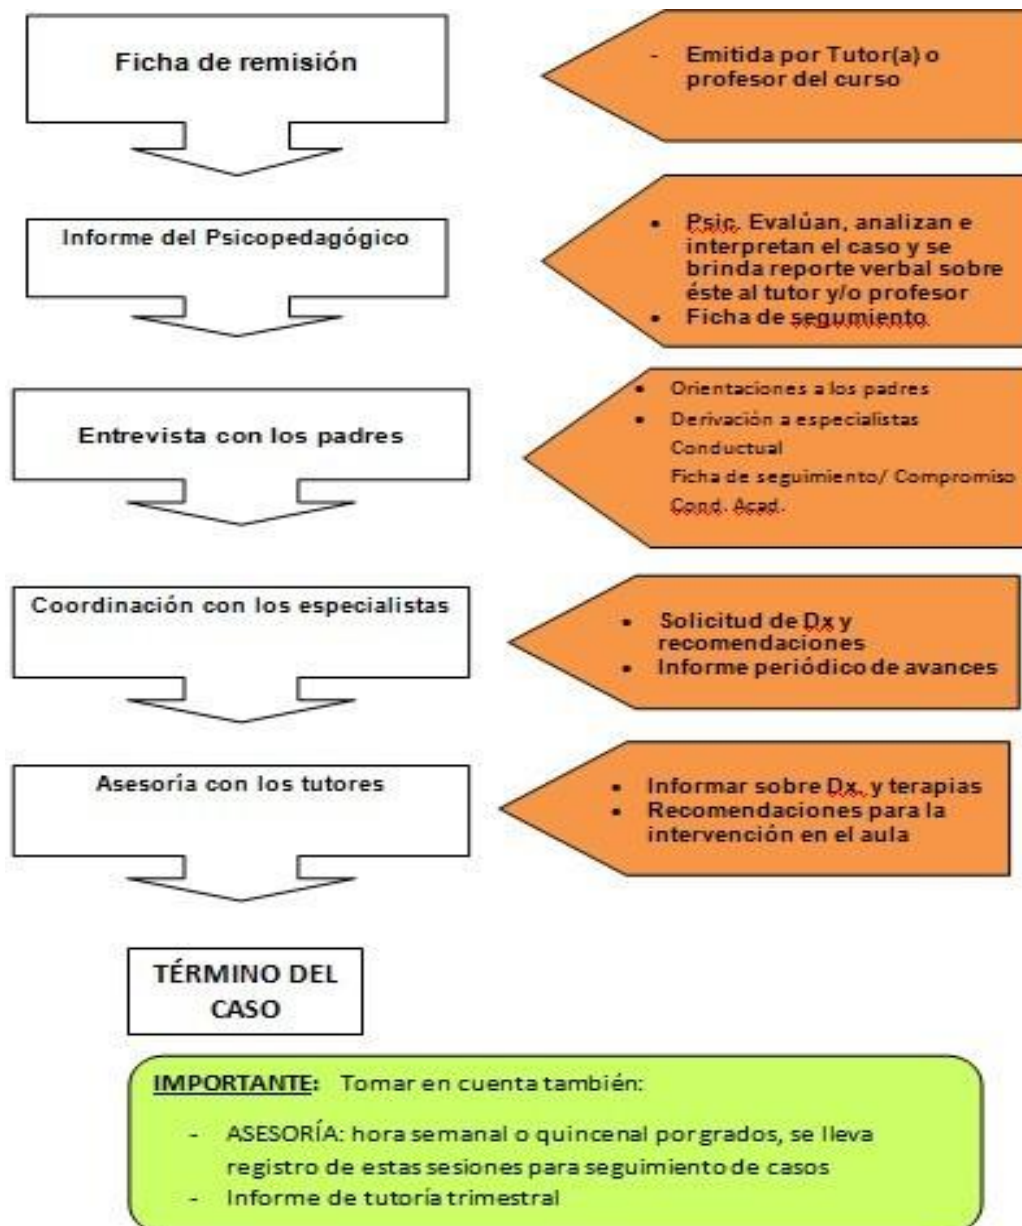 Ficha de remisión
- Emitida por Tutor(a) o
profesor del curso
Informe del Psicopedagógico
• Psic. Evalúan, analizan e
interpretan el caso y se
brinda reporte verbal sobre
éste al tutor y/o profesor
• Ficha de segumiento
Entrevista con los padres
• Orientaciones a los padres
• Derivación a especialistas
Conductual
Ficha de seguimiento/ Compromiso
Cond. Acad.
Coordinación con los especialistas
• Solicitud de Dx y
recomendaciones
• Informe periódico de avances
Asesoría con los tutores
• Informar sobre Dx. y terapias
• Recomendaciones para la
intervención en el aula
TÉRMINO DEL
CASO
IMPORTANTE: Tomar en cuenta también:
- ASESORÍA: hora semanal o quincenal por grados, se lleva
registro de estas sesiones para seguimiento de casos
- Informe de tutoría trimestral